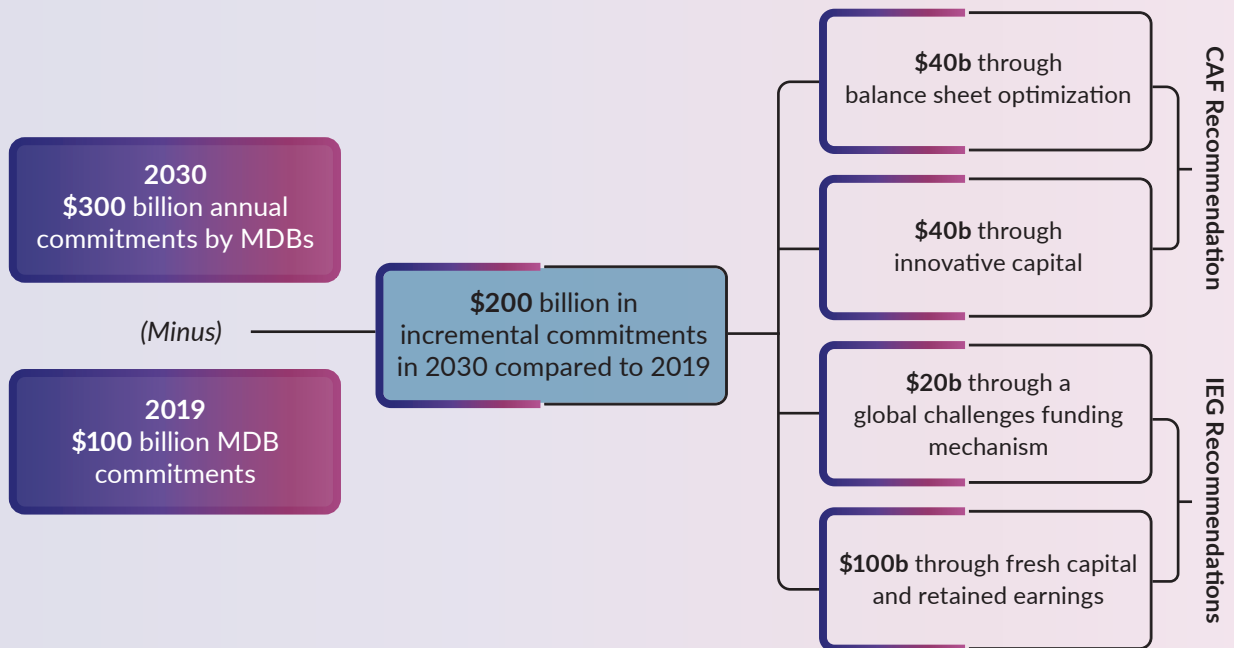 2030
$300 billion annual
commitments by MDBs
(Minus)
2019
$100 billion MDB
commitments
$200 billion in
incremental commitments
in 2030 compared to 2019
$40b through
balance sheet optimization
$40b through
innovative capital
$20b through a
global challenges funding
mechanism
$100b through fresh capital
and retained earnings
CAF Recommendation
IEG Recommendations